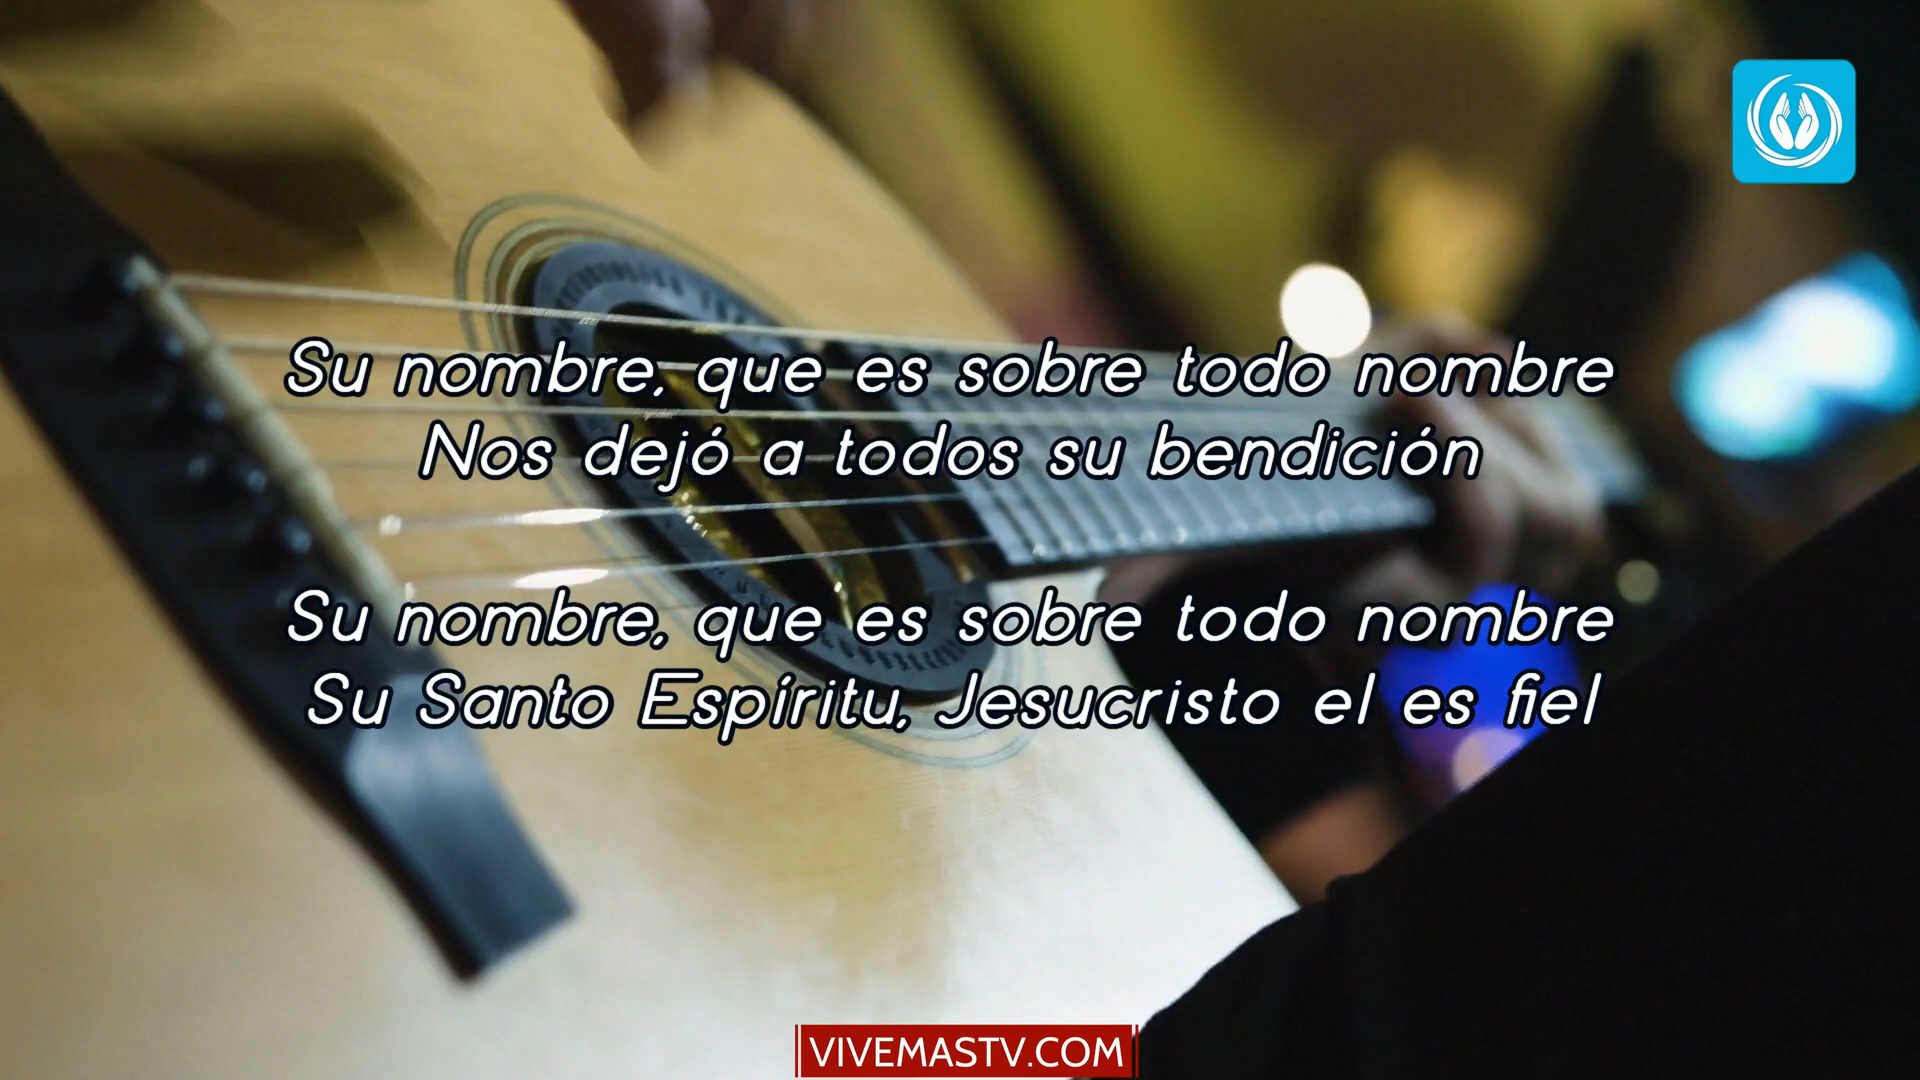 Su nombre, que es sobre todo nombre
Nos dejó a todos su bendición
Su nombre, que es sobre todo nombre
Su Santo Espíritu, Jesucristo el es fiel
VIVEMASTV.COM